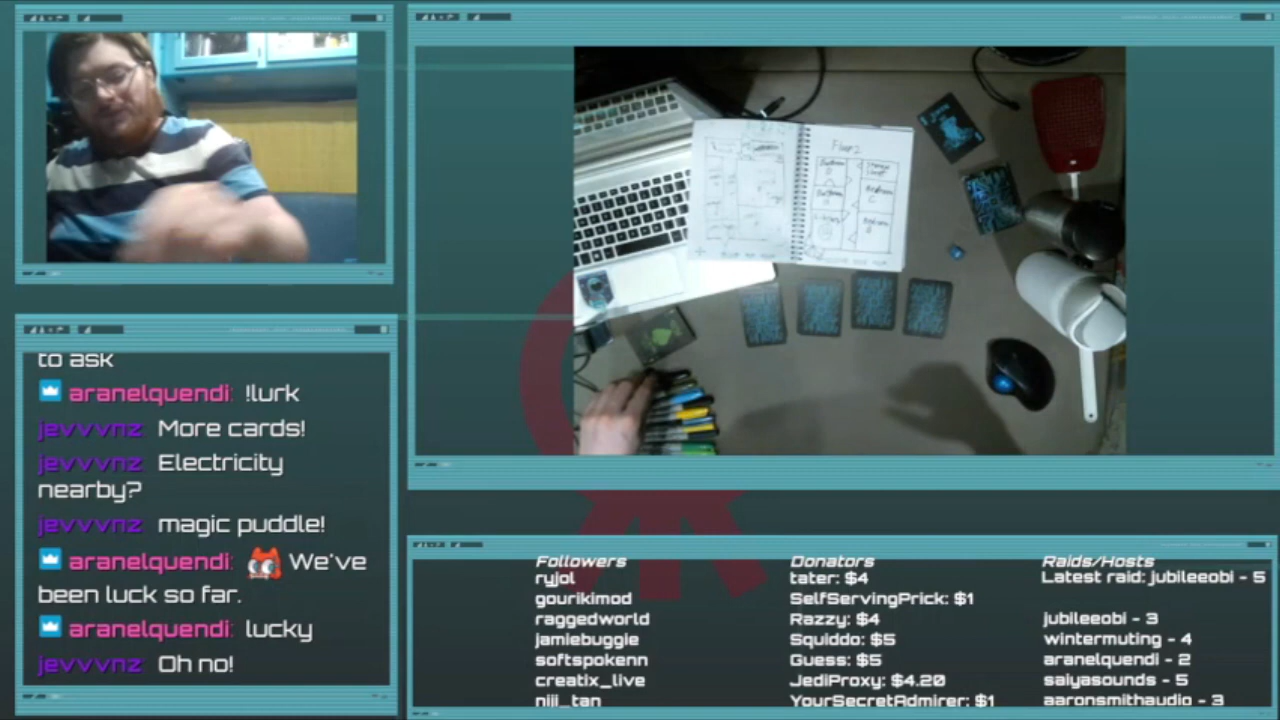 to ask
aranelquendi: !lurk
jevvvnz: More cards!
jevvvnz: Electricity
nearby?
jevvvnz: magic puddle!
aranelquendi: We've
been luck so far.
aranelquendi: lucky
jevvvnz: Oh no!
Floor 2
Followers
ryjol
gourikimod
raggedworld
jamiebuggie
softspokenn
creatix_live
niji_tan
Donators
tater: $4
SelfServingPrick: $1
Razzy: $4
Squiddo: $5
Guess: $5
JediProxy: $4.20
YourSecretAdmirer: $1
Raids/Hosts
Latest raid: jubileeobi - 5
jubileeobi - 3
wintermuting - 4
aranelquendi - 2
saiyasounds - 5
aaronsmithaudio - 3